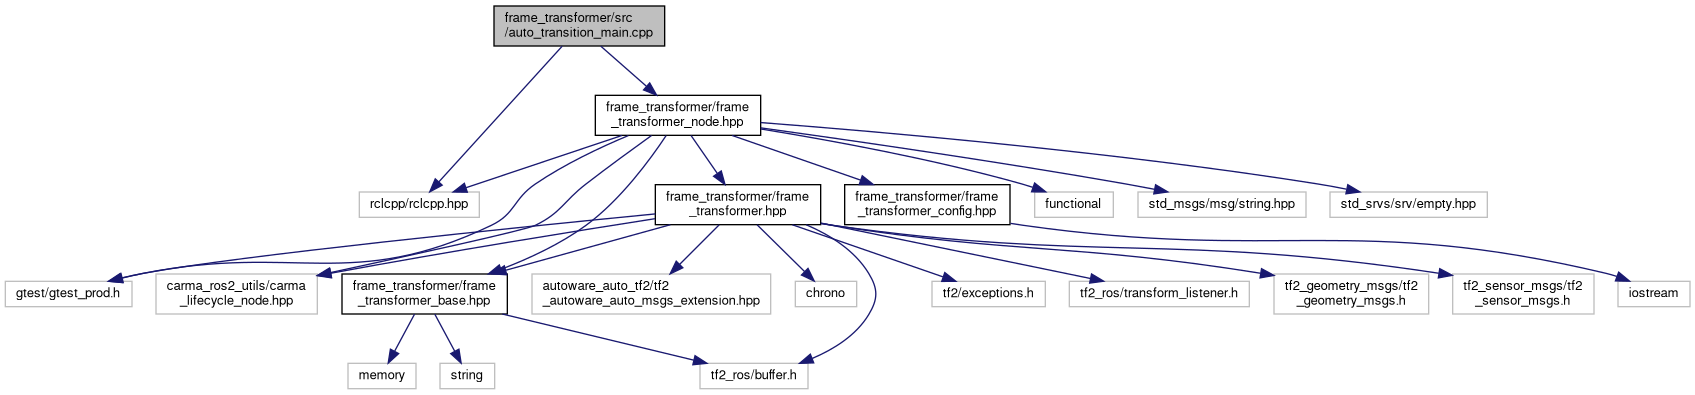 frame_transformer/src
/auto_transition_main.cpp
frame_transformer/frame
_transformer_node.hpp
rclcpp/rclcpp.hpp
frame_transformer/frame
_transformer.hpp
frame_transformer/frame
_transformer_config.hpp
functional
std_msgs/msg/string.hpp
std_srvs/srv/empty.hpp
gtest/gtest_prod.h
carma_ros2_utils/carma
_lifecycle_node.hpp
frame_transformer/frame
_transformer_base.hpp
autoware_auto_tf2/tf2
_autoware_auto_msgs_extension.hpp
chrono
tf2/exceptions.h
tf2_ros/transform_listener.h
tf2_geometry_msgs/tf2
_geometry_msgs.h
tf2_sensor_msgs/tf2
_sensor_msgs.h
iostream
memory
string
tf2_ros/buffer.h